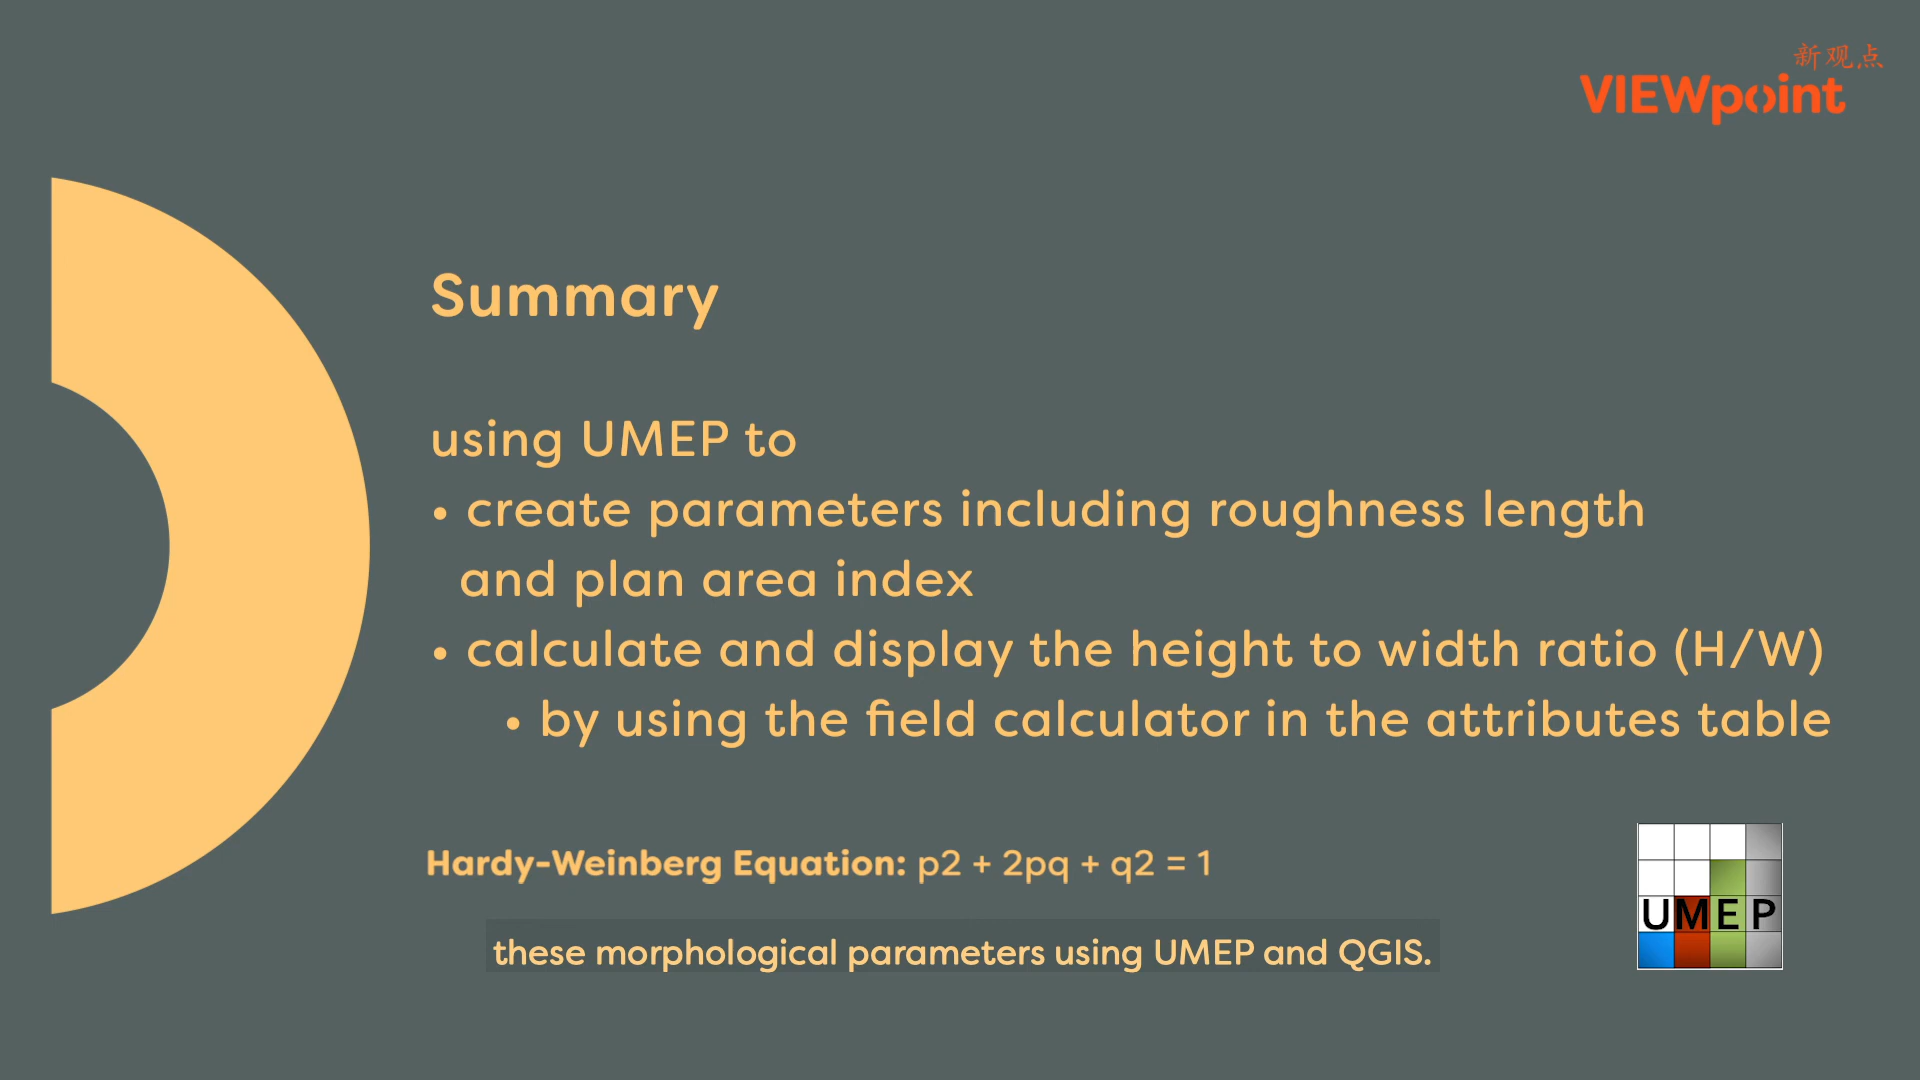 新观点
VIEWpoint
Summary
using UMEP to
• create parameters including roughness length
and plan area index
• calculate and display the height to width ratio (H/W)
• by using the field calculator in the attributes table
Hardy-Weinberg Equation: p2 + 2pq + q2 = 1
UMEP
these morphological parameters using UMEP and QGIS.